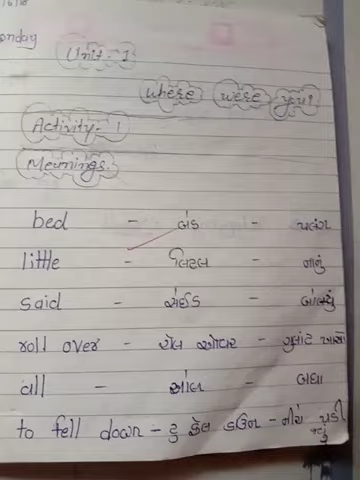 onday
Unit-1
where were you!
Activity-1
Meanings.
bed - બેડ - પલંગ
little - લિટલ - નાનું
said - સેઈડ - બોલ્યું
roll over - રોલ ઓવર - ગુલાંટ ખાઓ
all - ઓલ - બધા
to fell down - ટુ ફેલ ડાઉન - નીચે પડી
જવું